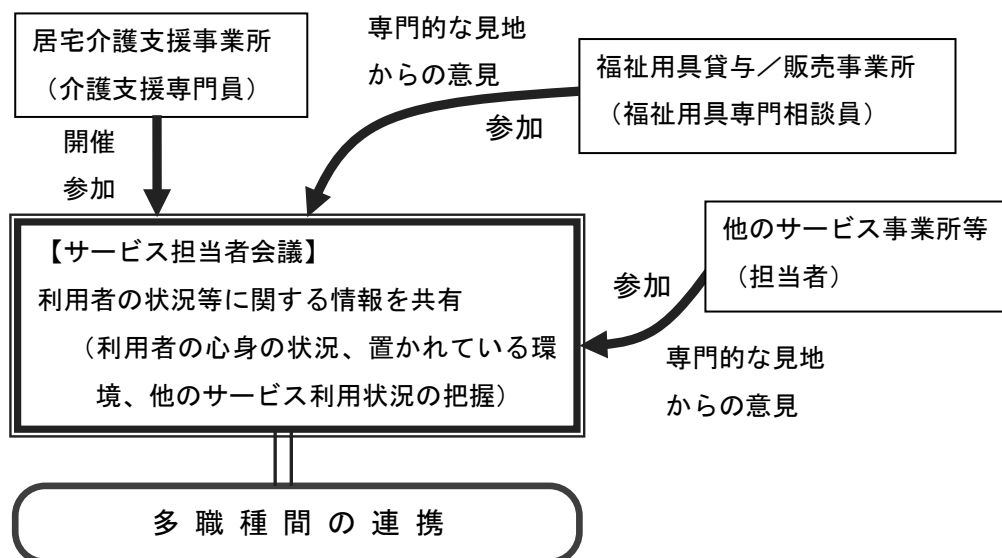 居宅介護支援事業所
（介護支援専門員）
開催
参加
専門的な見地
からの意見
参加
福祉用具貸与／販売事業所
（福祉用具専門相談員）
【サービス担当者会議】
利用者の状況等に関する情報を共有
（利用者の心身の状況、置かれている環
境、他のサービス利用状況の把握）
他のサービス事業所等
（担当者）
参加
専門的な見地
からの意見
多職種間の連携